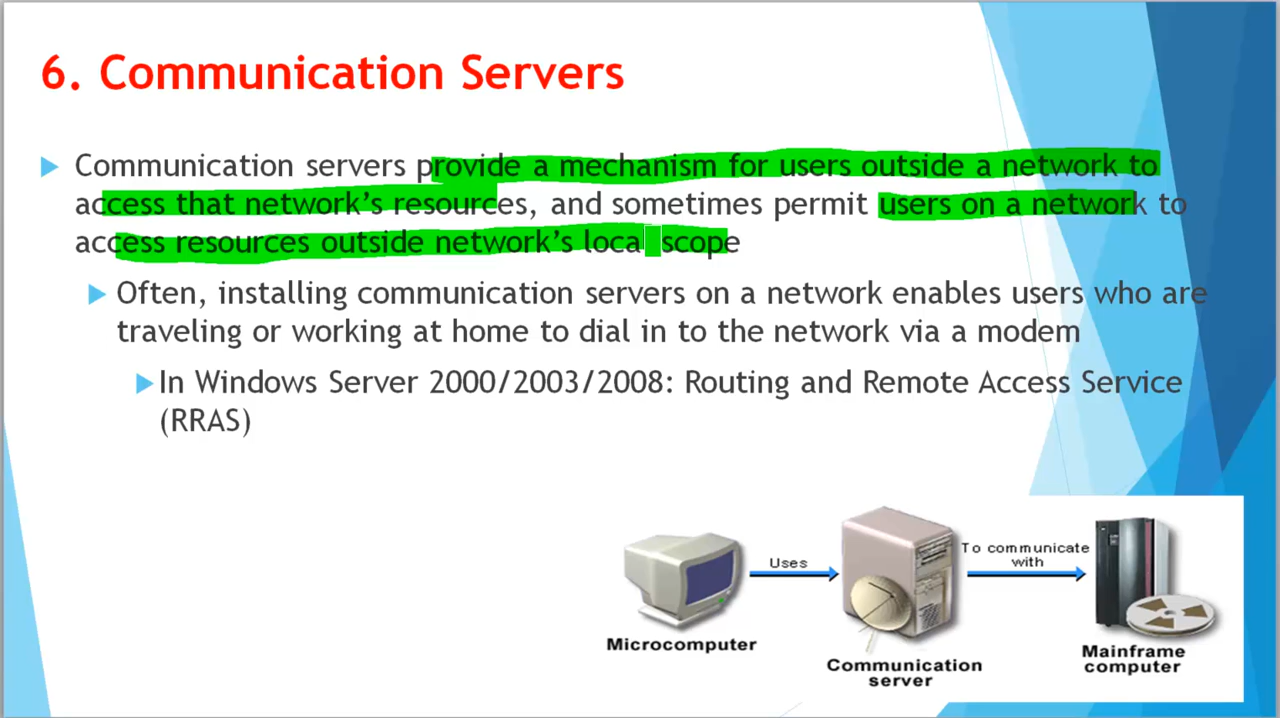 6. Communication Servers
Communication servers provide a mechanism for users outside a network to
access that network's resources, and sometimes permit users on a network to
access resources outside network's local scope
Often, installing communication servers on a network enables users who are
traveling or working at home to dial in to the network via a modem
In Windows Server 2000/2003/2008: Routing and Remote Access Service
(RRAS)
Uses
To communicate
with
Microcomputer
Communication
server
Mainframe
computer